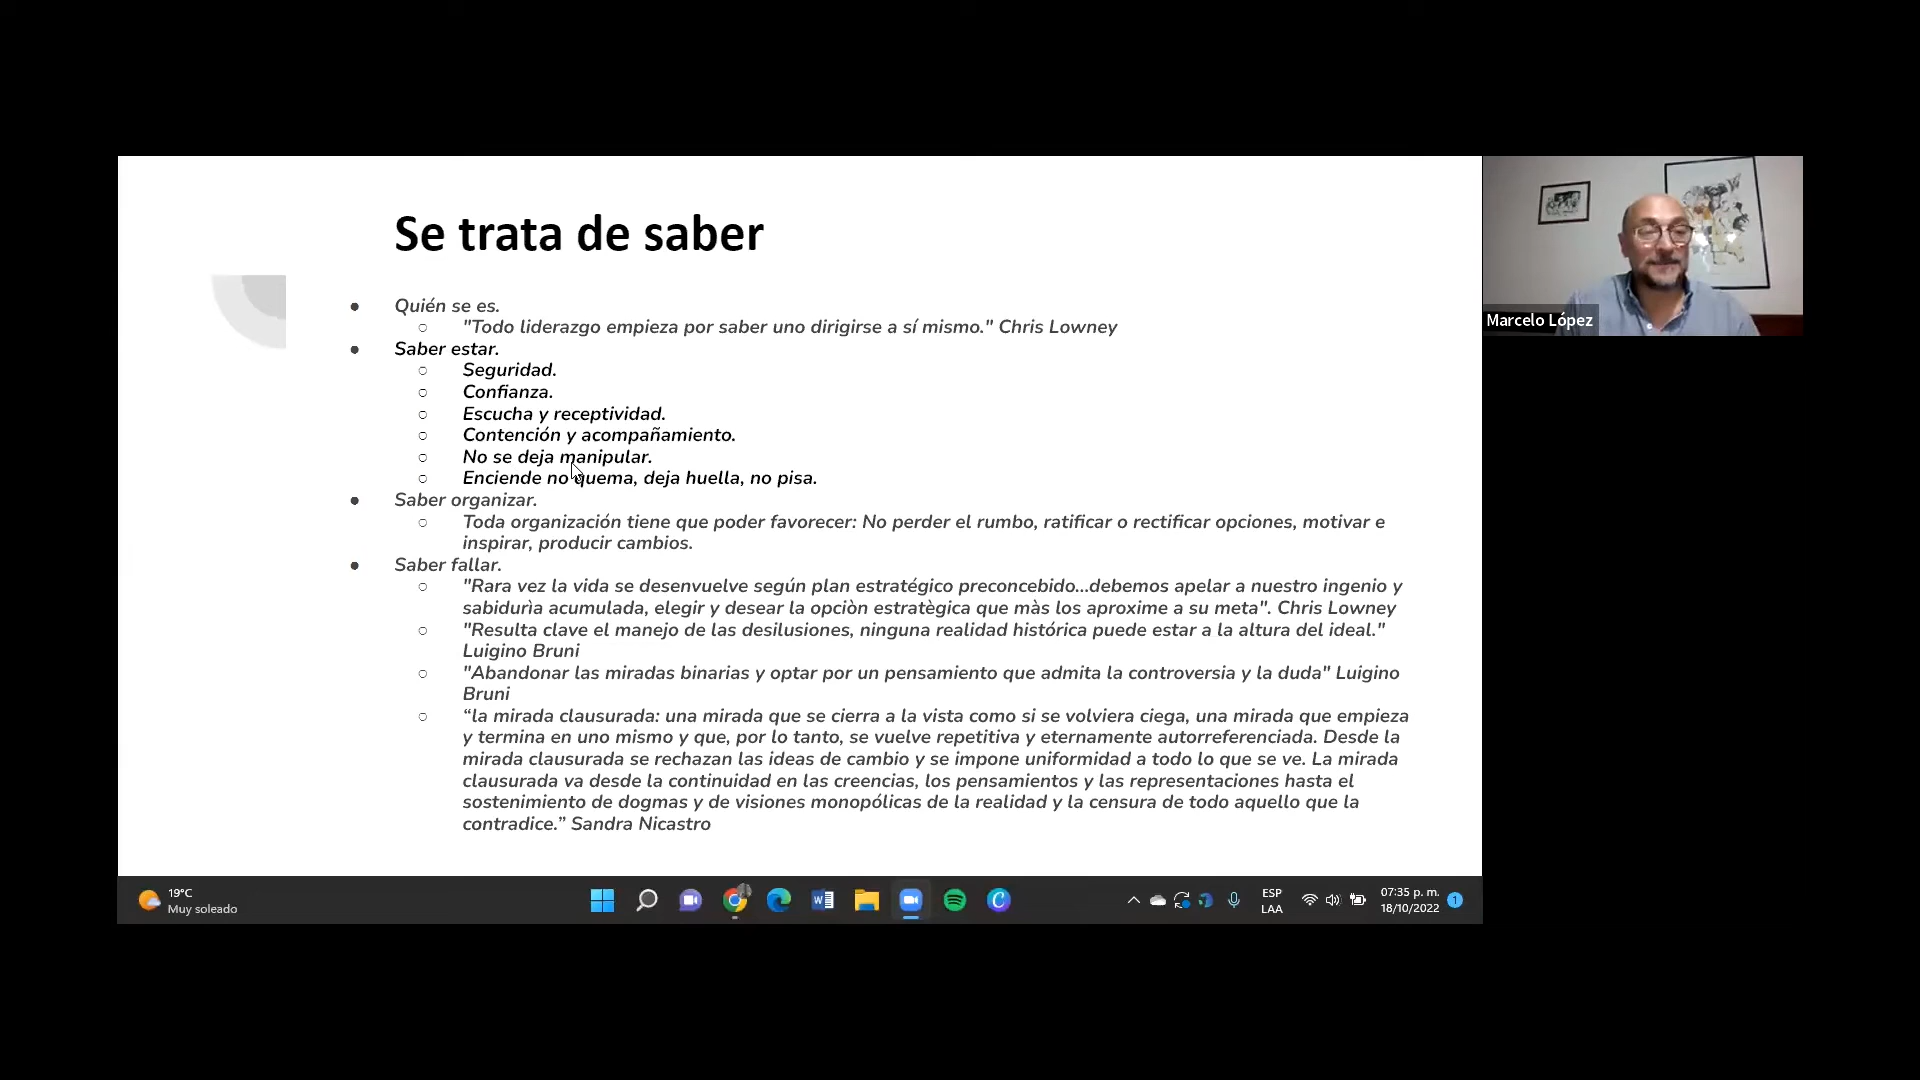 Se trata de saber
● Quién se es.
○ "Todo liderazgo empieza por saber uno dirigirse a sí mismo." Chris Lowney
● Saber estar.
○ Seguridad.
○ Confianza.
○ Escucha y receptividad.
○ Contención y acompañamiento.
○ No se deja manipular.
○ Enciende no quema, deja huella, no pisa.
● Saber organizar.
○ Toda organización tiene que poder favorecer: No perder el rumbo, ratificar o rectificar opciones, motivar e
inspirar, producir cambios.
● Saber fallar.
○ "Rara vez la vida se desenvuelve según plan estratégico preconcebido...debemos apelar a nuestro ingenio y
sabidurìa acumulada, elegir y desear la opciòn estratègica que màs los aproxime a su meta". Chris Lowney
○ "Resulta clave el manejo de las desilusiones, ninguna realidad histórica puede estar a la altura del ideal."
Luigino Bruni
○ "Abandonar las miradas binarias y optar por un pensamiento que admita la controversia y la duda" Luigino
Bruni
○ “la mirada clausurada: una mirada que se cierra a la vista como si se volviera ciega, una mirada que empieza
y termina en uno mismo y que, por lo tanto, se vuelve repetitiva y eternamente autorreferenciada. Desde la
mirada clausurada se rechazan las ideas de cambio y se impone uniformidad a todo lo que se ve. La mirada
clausurada va desde la continuidad en las creencias, los pensamientos y las representaciones hasta el
sostenimiento de dogmas y de visiones monopólicas de la realidad y la censura de todo aquello que la
contradice.” Sandra Nicastro
Marcelo López
19°C
Muy soleado
ESP
LAA
07:35 p. m.
18/10/2022
1